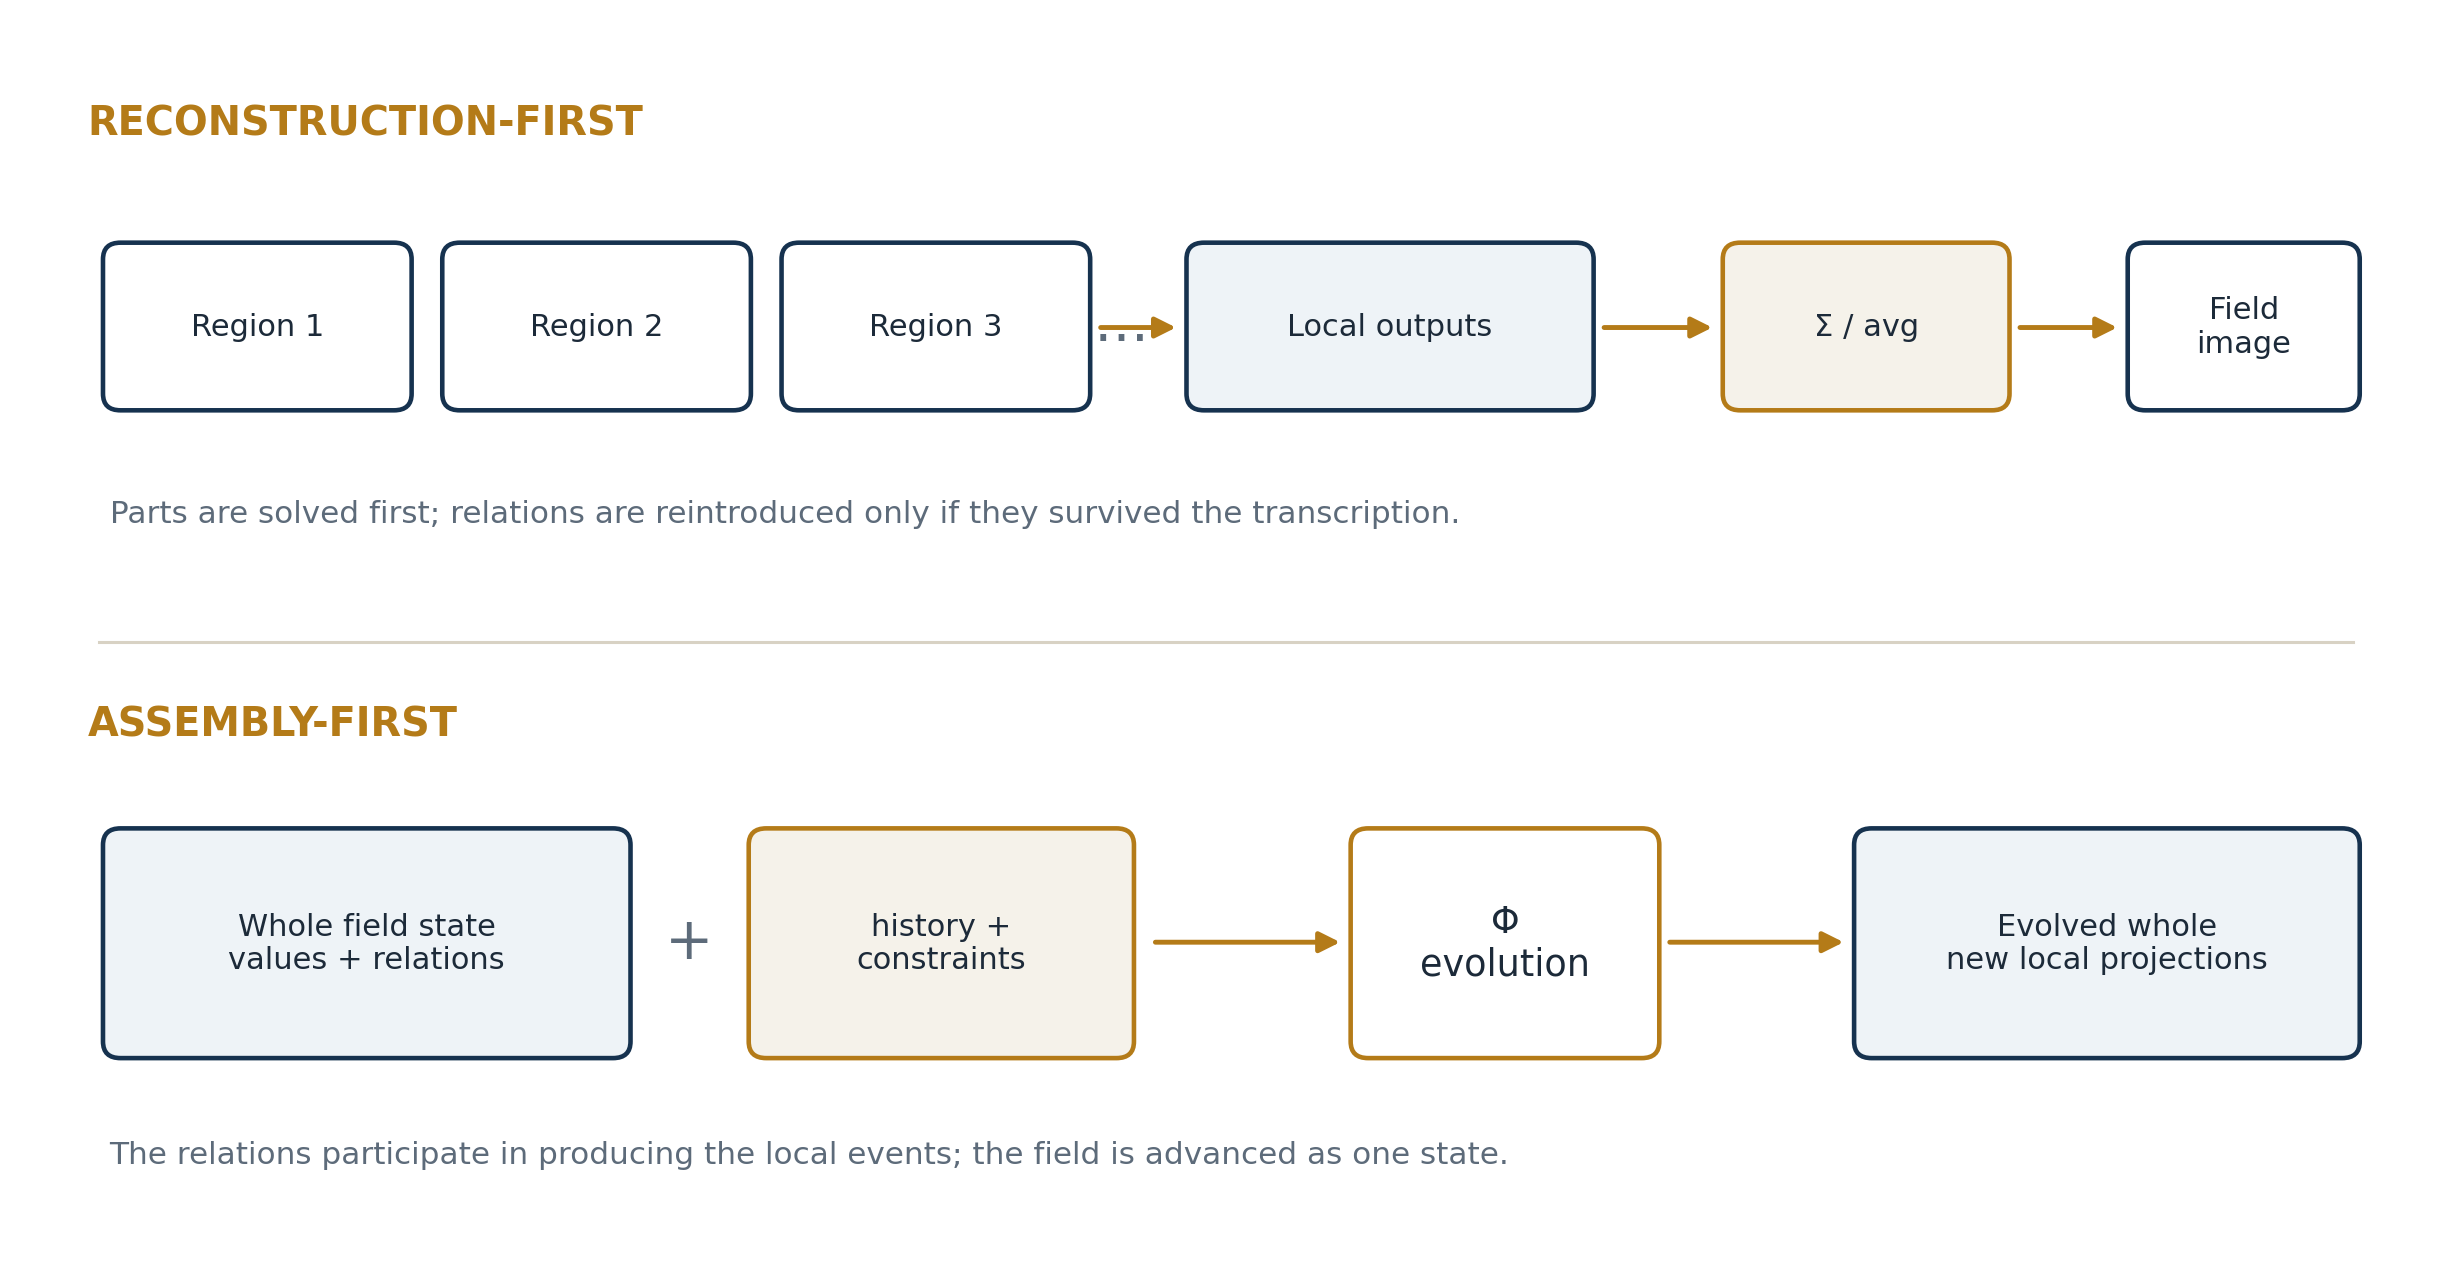 RECONSTRUCTION-FIRST
Region 1
Region 2
Region 3
...
Local outputs
Σ / avg
Field
image
Parts are solved first; relations are reintroduced only if they survived the transcription.
ASSEMBLY-FIRST
Whole field state
values + relations
+
history +
constraints
Φ
evolution
Evolved whole
new local projections
The relations participate in producing the local events; the field is advanced as one state.